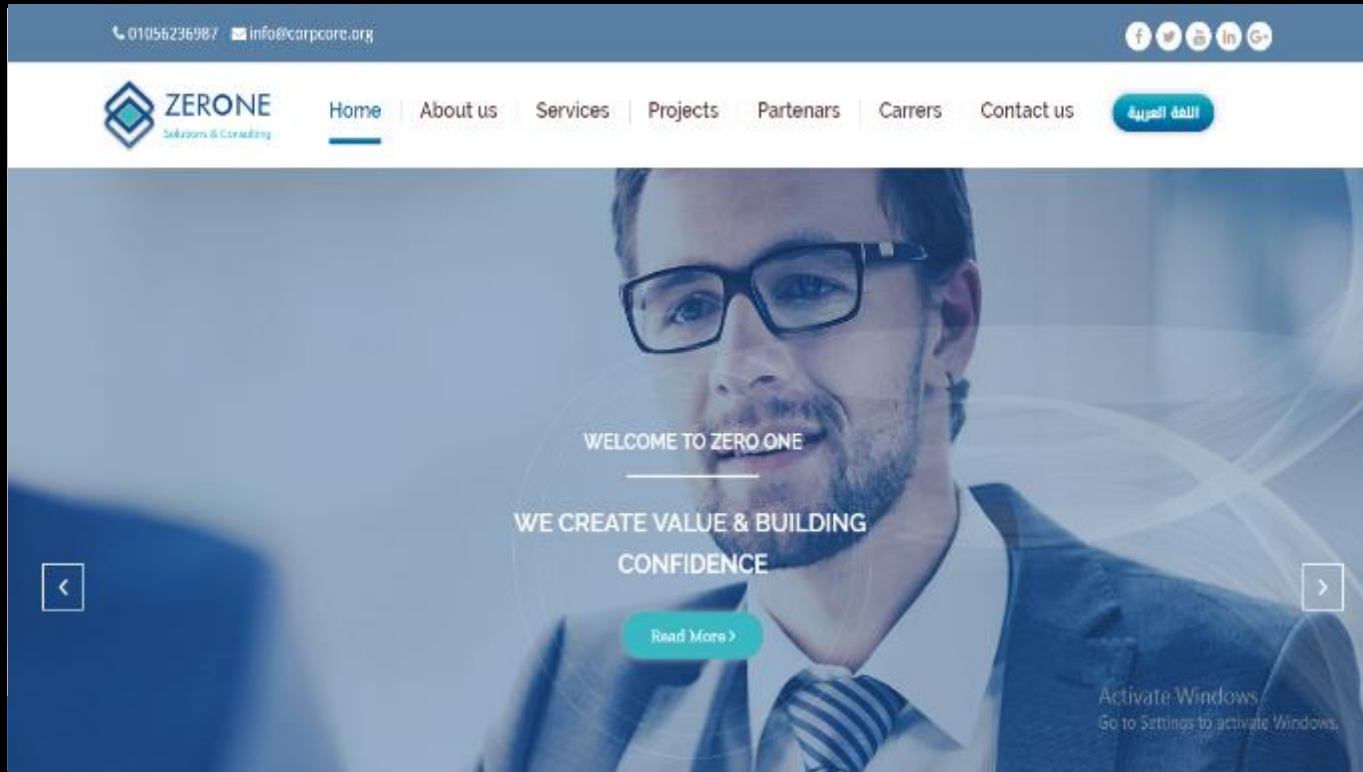 01056236987 info@corpcore.org
ZERONE
Solutions & Consulting
Home About us Services Projects Partenars Carrers Contact us اللغة العربية
WELCOME TO ZERO ONE
WE CREATE VALUE & BUILDING
CONFIDENCE
Read More >
Activate Windows
Go to Settings to activate Windows.